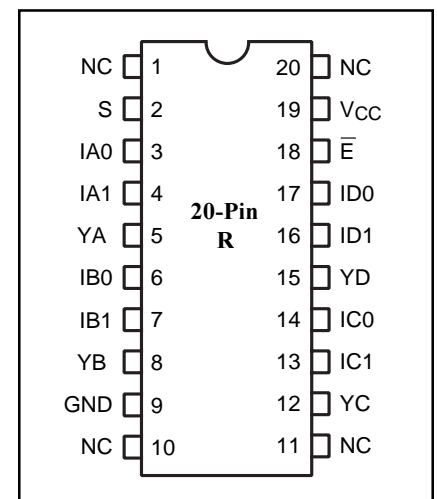 NC 1 20 NC
S 2 19 VCC
IA0 3 18 E̅
IA1 4 17 ID0
20-Pin
R
YA 5 16 ID1
IB0 6 15 YD
IB1 7 14 IC0
YB 8 13 IC1
GND 9 12 YC
NC 10 11 NC